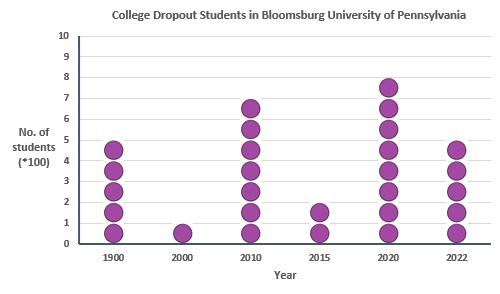 College Dropout Students in Bloomsburg University of Pennsylvania
10
9
8
7
6
5
4
3
2
1
0
No. of
students
(*100)
1900 2000 2010 2015 2020 2022
Year